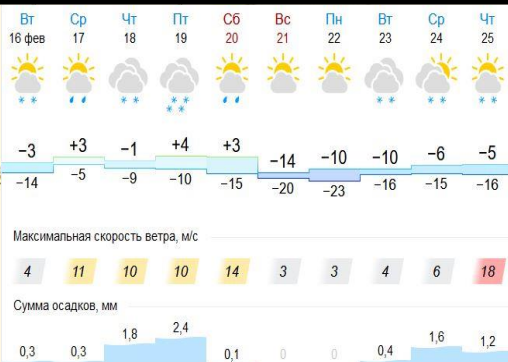 Вт Ср Чт Пт Сб Вс Пн Вт Ср Чт
16 фев 17 18 19 20 21 22 23 24 25
−3 +3 −1 +4 +3 −14 −10 −10 −6 −5
−14 −5 −9 −10 −15 −20 −23 −16 −15 −16
Максимальная скорость ветра, м/с
4 11 10 10 14 3 3 4 6 18
Сумма осадков, мм
0,3 0,3 1,8 2,4 0,1 0 0 0,4 1,6 1,2